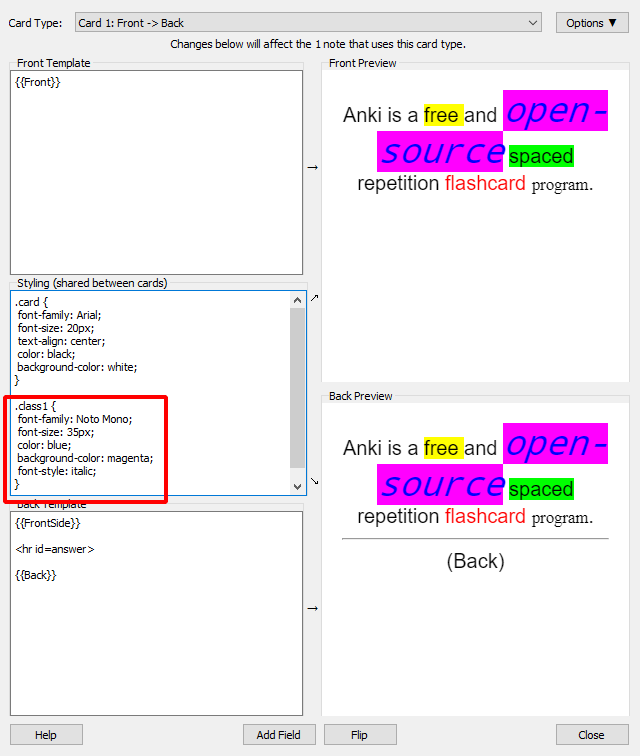 Card Type: Card 1: Front -> Back Options ▼
Changes below will affect the 1 note that uses this card type.
Front Template
{{Front}}
Styling (shared between cards)
.card {
font-family: Arial;
font-size: 20px;
text-align: center;
color: black;
background-color: white;
}
.class1 {
font-family: Noto Mono;
font-size: 35px;
color: blue;
background-color: magenta;
font-style: italic;
}
Back Template
{{FrontSide}}
<hr id=answer>
{{Back}}
Front Preview
Anki is a free and open-
source spaced
repetition flashcard program.
Back Preview
Anki is a free and open-
source spaced
repetition flashcard program.
(Back)
Help Add Field Flip Close